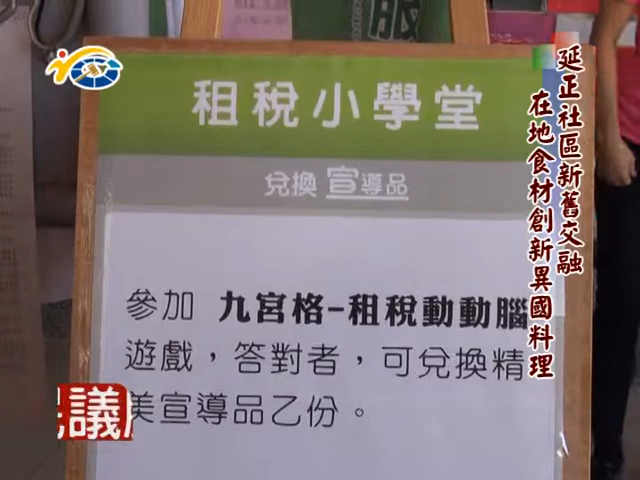 租稅小學堂
兌換 宣導品
參加 九宮格-租稅動動腦
遊戲，答對者，可兌換精
美宣導品乙份。
延正社區新舊交融
在地食材創新異國料理
議